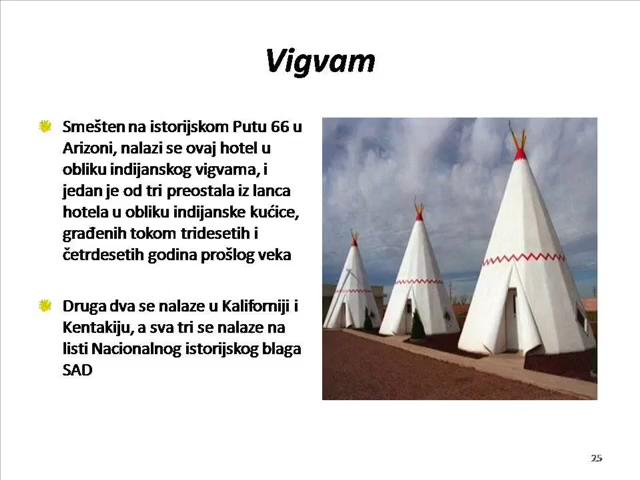 Vigvam
Smešten na istorijskom Putu 66 u
Arizoni, nalazi se ovaj hotel u
obliku indijanskog vigvama, i
jedan je od tri preostala iz lanca
hotela u obliku indijanske kućice,
građenih tokom tridesetih i
četrdesetih godina prošlog veka
Druga dva se nalaze u Kaliforniji i
Kentakiju, a sva tri se nalaze na
listi Nacionalnog istorijskog blaga
SAD
25